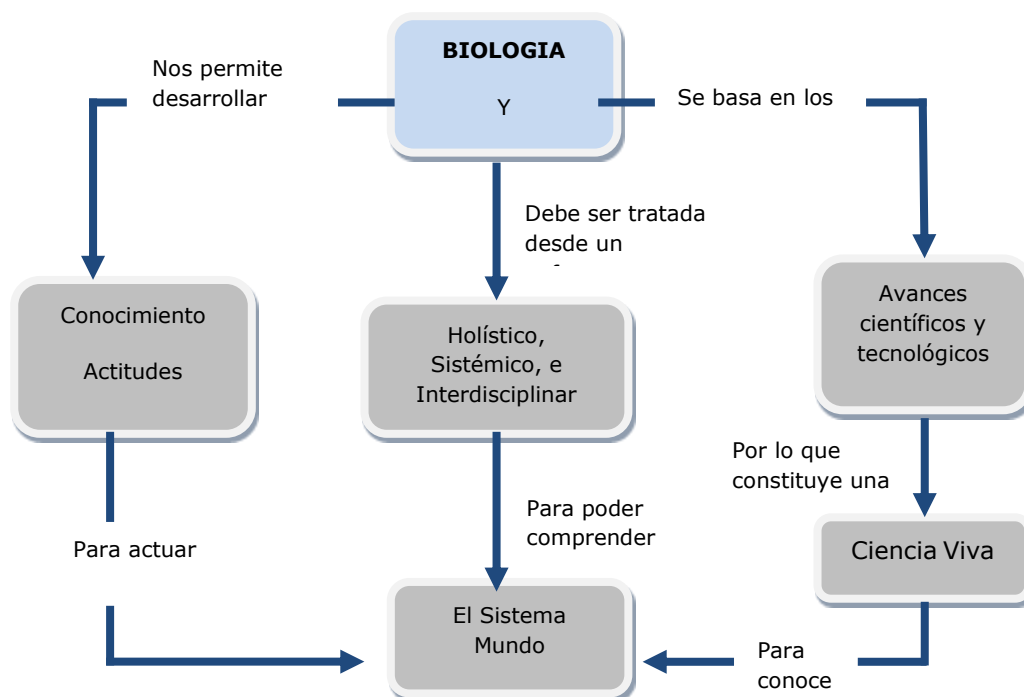 BIOLOGIA
Y
Nos permite
desarrollar
Se basa en los
Debe ser tratada
desde un
Conocimiento
Actitudes
Holístico,
Sistémico, e
Interdisciplinar
Avances
científicos y
tecnológicos
Por lo que
constituye una
Para actuar
Para poder
comprender
Ciencia Viva
El Sistema
Mundo
Para
conoce